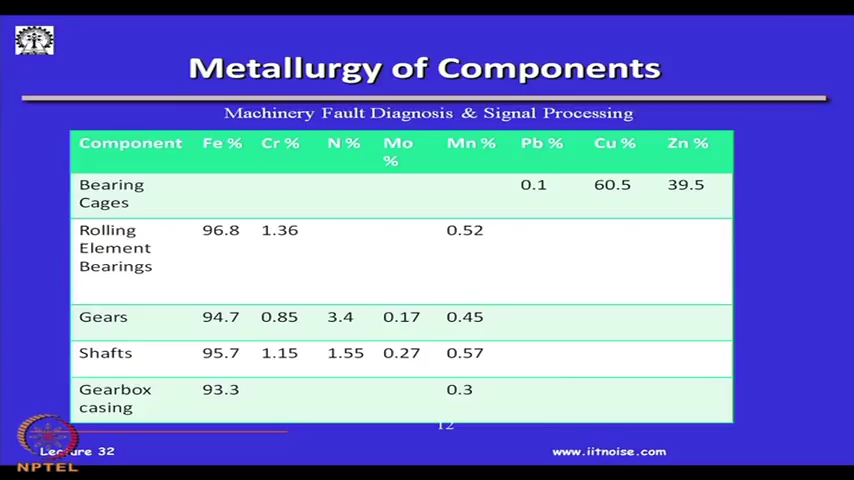 Metallurgy of Components
Machinery Fault Diagnosis & Signal Processing
Component Fe % Cr % N % Mo % Mn % Pb % Cu % Zn %
Bearing Cages 0.1 60.5 39.5
Rolling Element Bearings 96.8 1.36 0.52
Gears 94.7 0.85 3.4 0.17 0.45
Shafts 95.7 1.15 1.55 0.27 0.57
Gearbox casing 93.3 0.3
12
Lecture 32 www.iitnoise.com
NPTEL